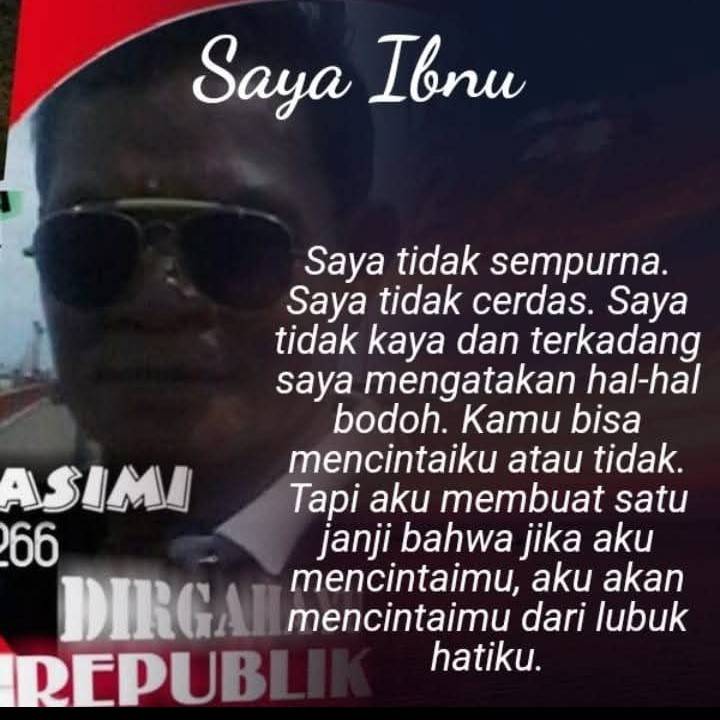 Saya Ibnu
Saya tidak sempurna.
Saya tidak cerdas. Saya
tidak kaya dan terkadang
saya mengatakan hal-hal
bodoh. Kamu bisa
mencintaiku atau tidak.
Tapi aku membuat satu
janji bahwa jika aku
mencintaimu, aku akan
mencintaimu dari lubuk
hatiku.
ASIMI
266
REPUBLIK